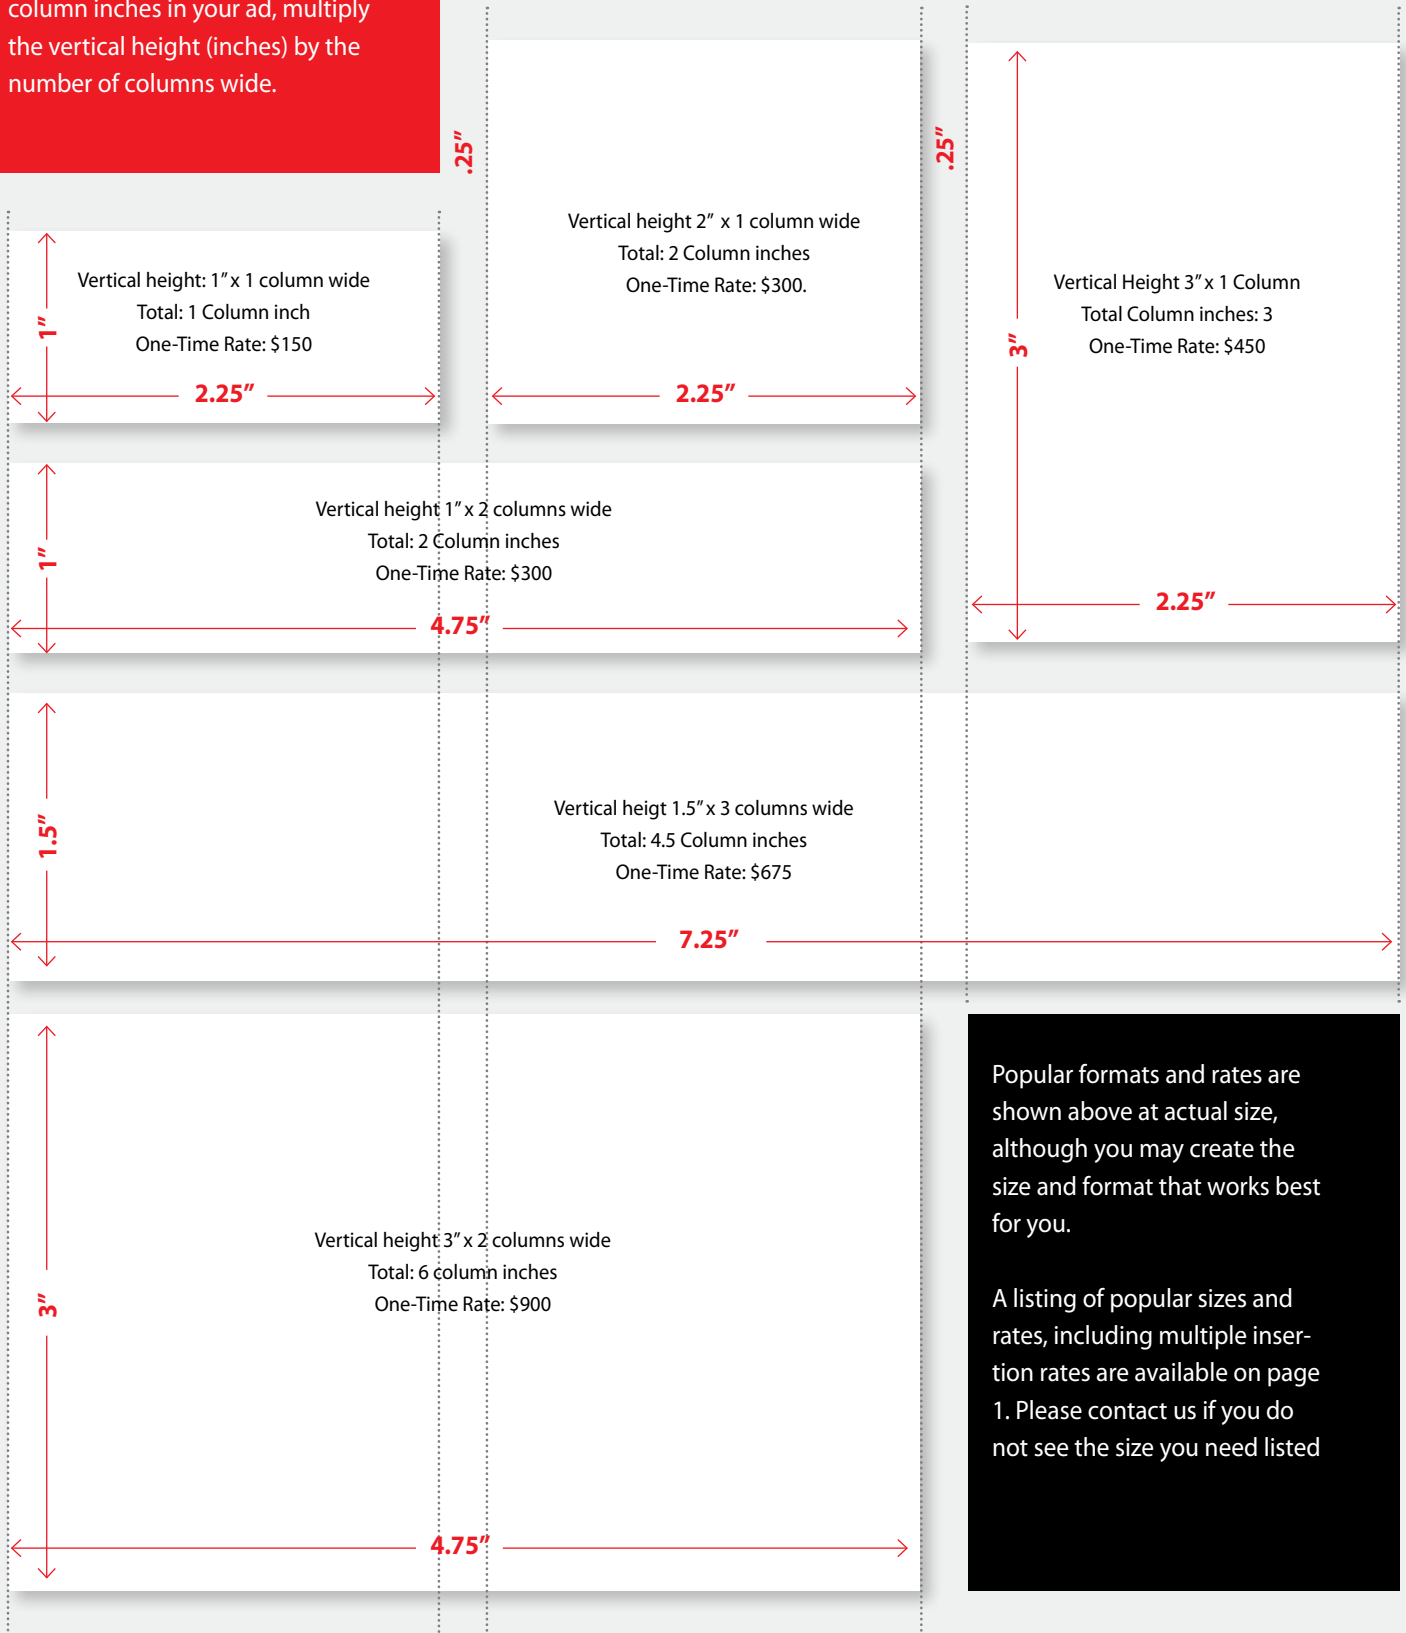 column inches in your ad, multiply
the vertical height (inches) by the
number of columns wide.
.25"
.25"
Vertical height: 1" x 1 column wide
Total: 1 Column inch
One-Time Rate: $150
1"
2.25"
Vertical height 2"  x 1 column wide
Total: 2 Column inches
One-Time Rate: $300.
2.25"
Vertical Height 3" x 1 Column
Total Column inches: 3
One-Time Rate: $450
3"
2.25"
Vertical height 1" x 2 columns wide
Total: 2 Column inches
One-Time Rate: $300
1"
4.75"
Vertical heigt 1.5" x 3 columns wide
Total: 4.5 Column inches
One-Time Rate: $675
1.5"
7.25"
Vertical height 3" x 2 columns wide
Total: 6 column inches
One-Time Rate: $900
3"
4.75"
Popular formats and rates are
shown above at actual size,
although you may create the
size and format that works best
for you.
A listing of popular sizes and
rates, including multiple inser-
tion rates are available on page
1. Please contact us if you do
not see the size you need listed